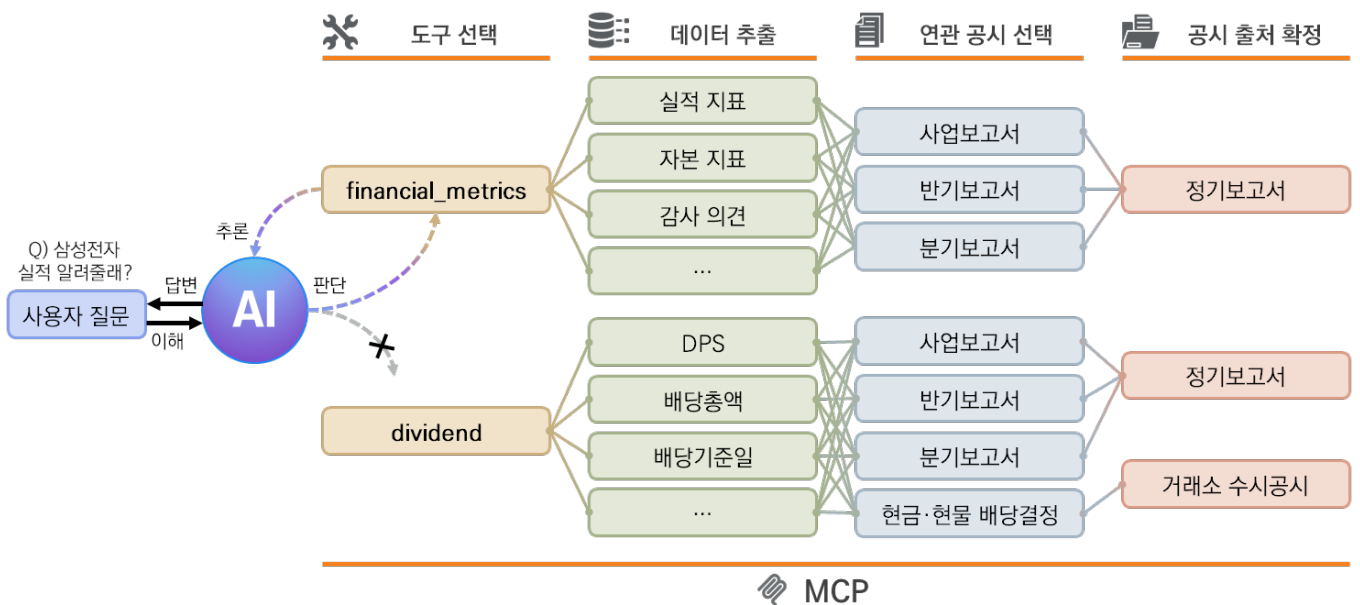 도구 선택
데이터 추출
연관 공시 선택
공시 출처 확정
실적 지표
자본 지표
감사 의견
...
사업보고서
반기보고서
분기보고서
정기보고서
financial_metrics
추론
Q) 삼성전자
실적 알려줄래?
사용자 질문
답변
이해
AI
판단
dividend
DPS
배당총액
배당기준일
...
사업보고서
반기보고서
분기보고서
현금·현물 배당결정
정기보고서
거래소 수시공시
MCP